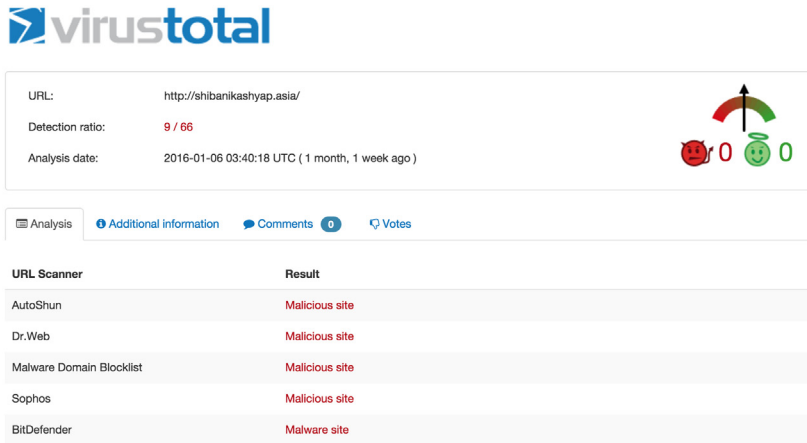 virustotal
URL: http://shibanikashyap.asia/
Detection ratio: 9 / 66
Analysis date: 2016-01-06 03:40:18 UTC ( 1 month, 1 week ago )
0 0
Analysis Additional information Comments 0 Votes
URL Scanner Result
AutoShun Malicious site
Dr.Web Malicious site
Malware Domain Blocklist Malicious site
Sophos Malicious site
BitDefender Malware site